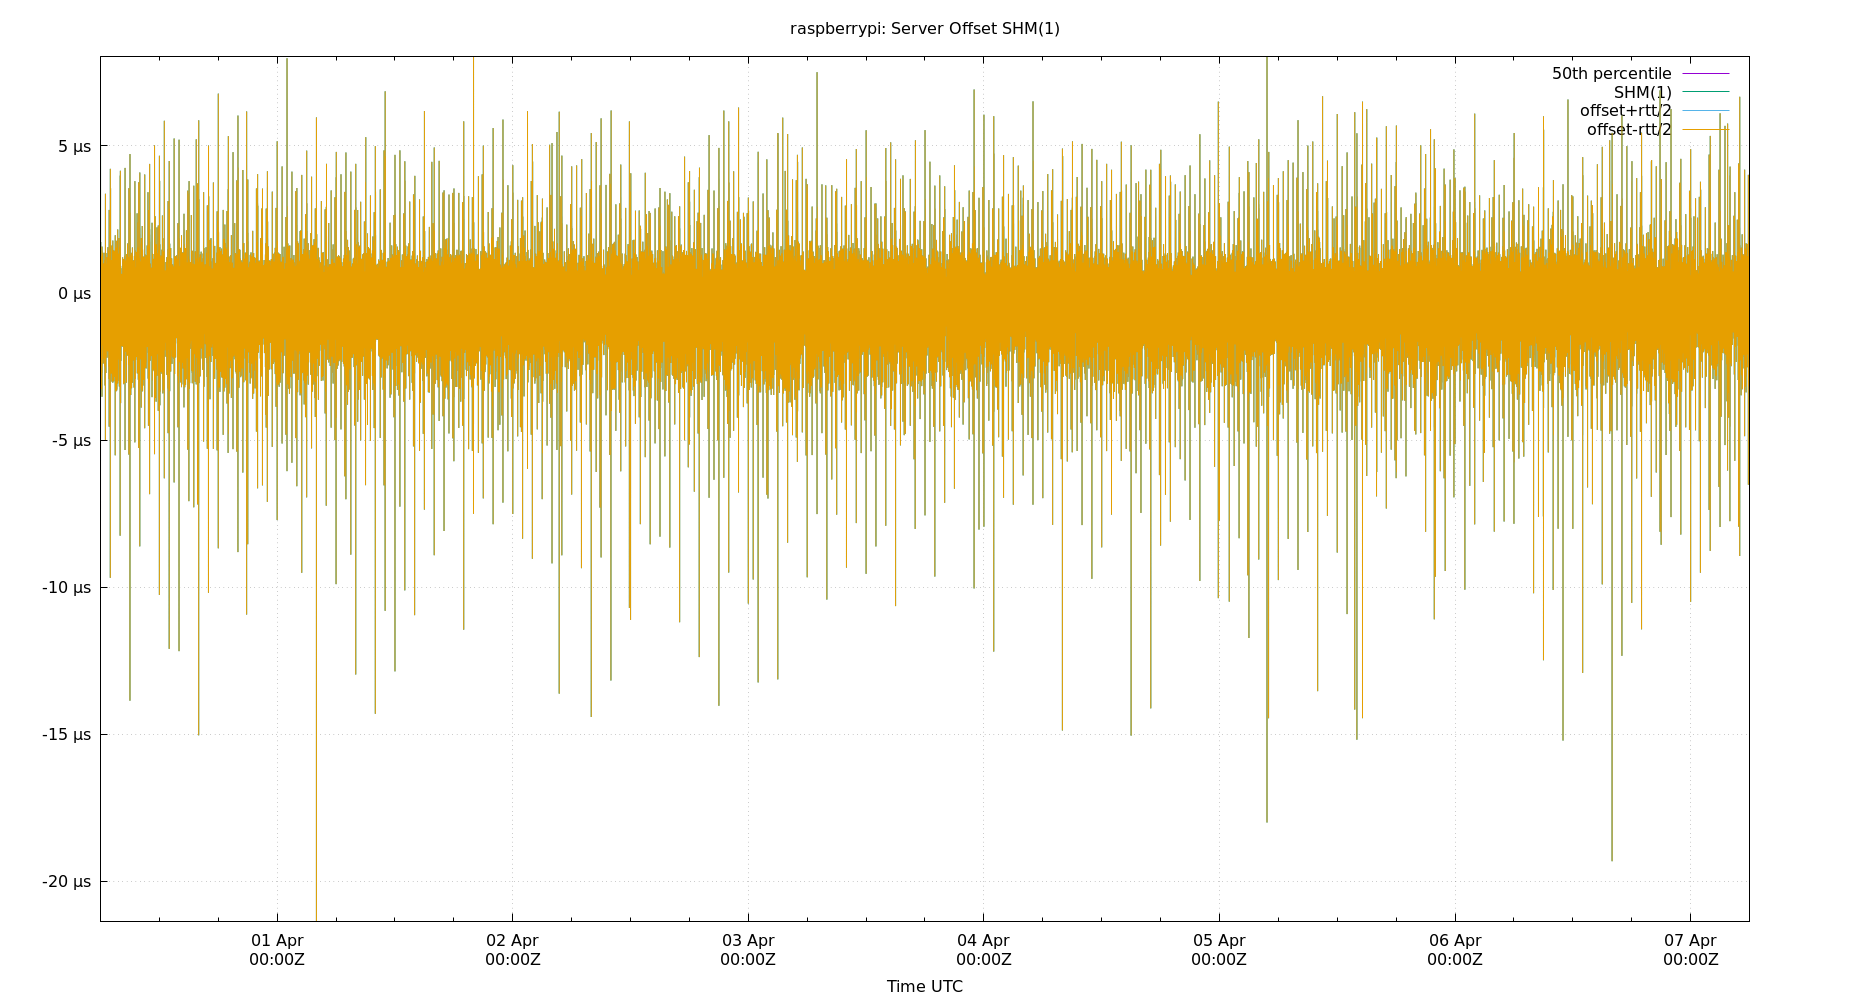 raspberrypi: Server Offset SHM(1)
50th percentile
SHM(1)
offset+rtt/2
offset-rtt/2
5 µs
0 µs
-5 µs
-10 µs
-15 µs
-20 µs
01 Apr
00:00Z
02 Apr
00:00Z
03 Apr
00:00Z
04 Apr
00:00Z
05 Apr
00:00Z
06 Apr
00:00Z
07 Apr
00:00Z
Time UTC